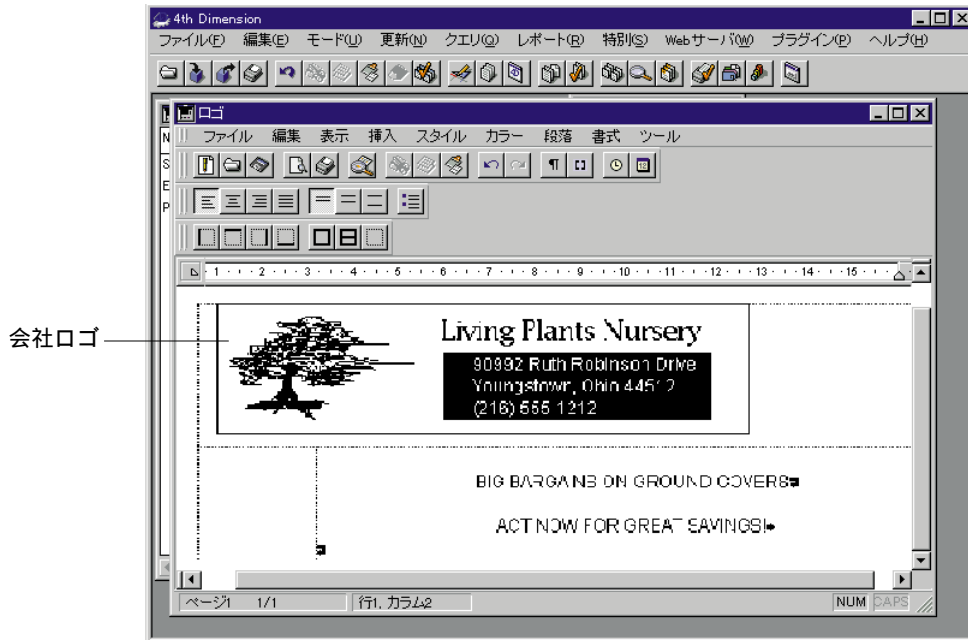 4th Dimension
ファイル(F) 編集(E) モード(U) 更新(N) クエリ(Q) レポート(R) 特別(S) Webサーバ(W) プラグイン(P) ヘルプ(H)
ロゴ
ファイル 編集 表示 挿入 スタイル カラー 段落 書式 ツール
N
S
E
P
1 2 3 4 5 6 7 8 9 10 11 12 13 14 15
会社ロゴ
Living Plants Nursery
90992 Ruth Robinson Drive
Youngstown, Ohio 44512
(216) 555 1212
BIG BARGAINS ON GROUND COVERS
ACT NOW FOR GREAT SAVINGS!
ページ1 1/1 行1, カラム2 NUM CAPS